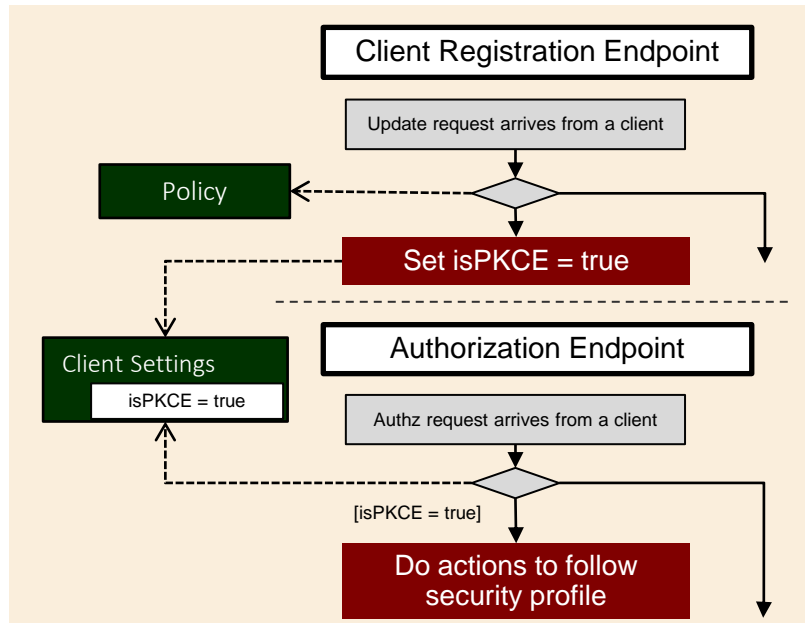 Client Registration Endpoint
Update request arrives from a client
Policy
Set isPKCE = true
Authorization Endpoint
Client Settings
isPKCE = true
Authz request arrives from a client
[isPKCE = true]
Do actions to follow
security profile